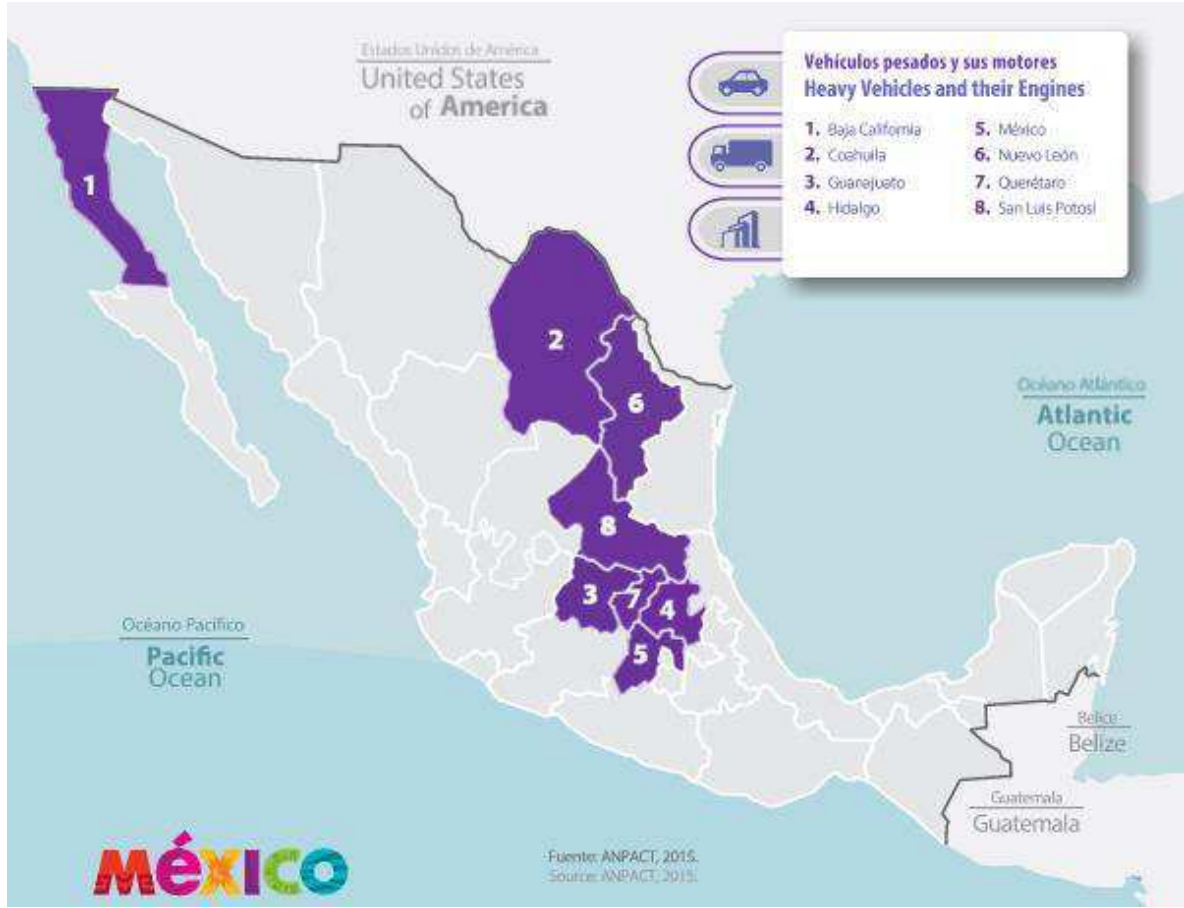 Estados Unidos de América
United States
of America
Vehículos pesados y sus motores
Heavy Vehicles and their Engines
1. Baja California
2. Coahuila
3. Guanajuato
4. Hidalgo
5. México
6. Nuevo León
7. Querétaro
8. San Luis Potosí
1
2
6
8
3
7
4
5
Océano Atlántico
Atlantic
Ocean
Océano Pacífico
Pacific
Ocean
Belice
Belize
Guatemala
Guatemala
MéXICO
Fuente: ANPACT, 2015.
Source: ANPACT, 2015.